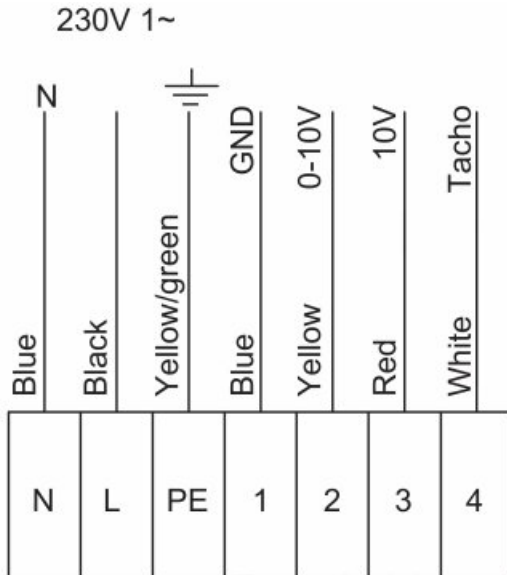 230V 1~
N
GND
0-10V
10V
Tacho
Blue
Black
Yellow/green
Blue
Yellow
Red
White
N
L
PE
1
2
3
4